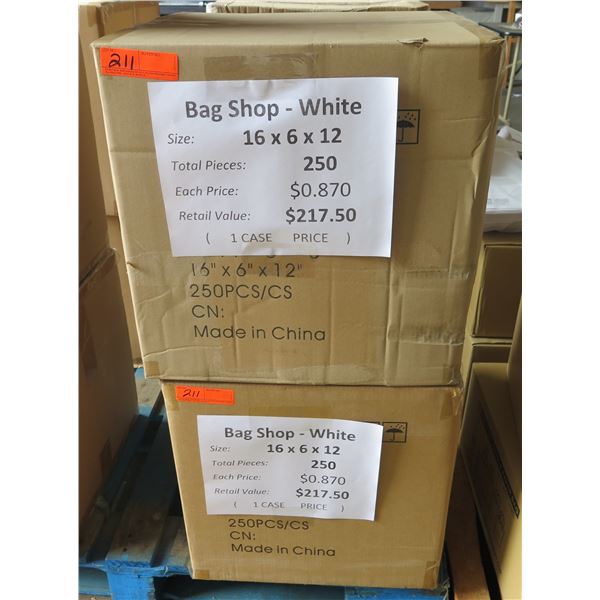 211
Bag Shop - White
Size: 16 x 6 x 12
Total Pieces: 250
Each Price: $0.870
Retail Value: $217.50
( 1 CASE PRICE )
16" x 6" x 12"
250PCS/CS
CN:
Made in China
211
Bag Shop - White
Size: 16 x 6 x 12
Total Pieces: 250
Each Price: $0.870
Retail Value: $217.50
( 1 CASE PRICE )
250PCS/CS
CN:
Made in China